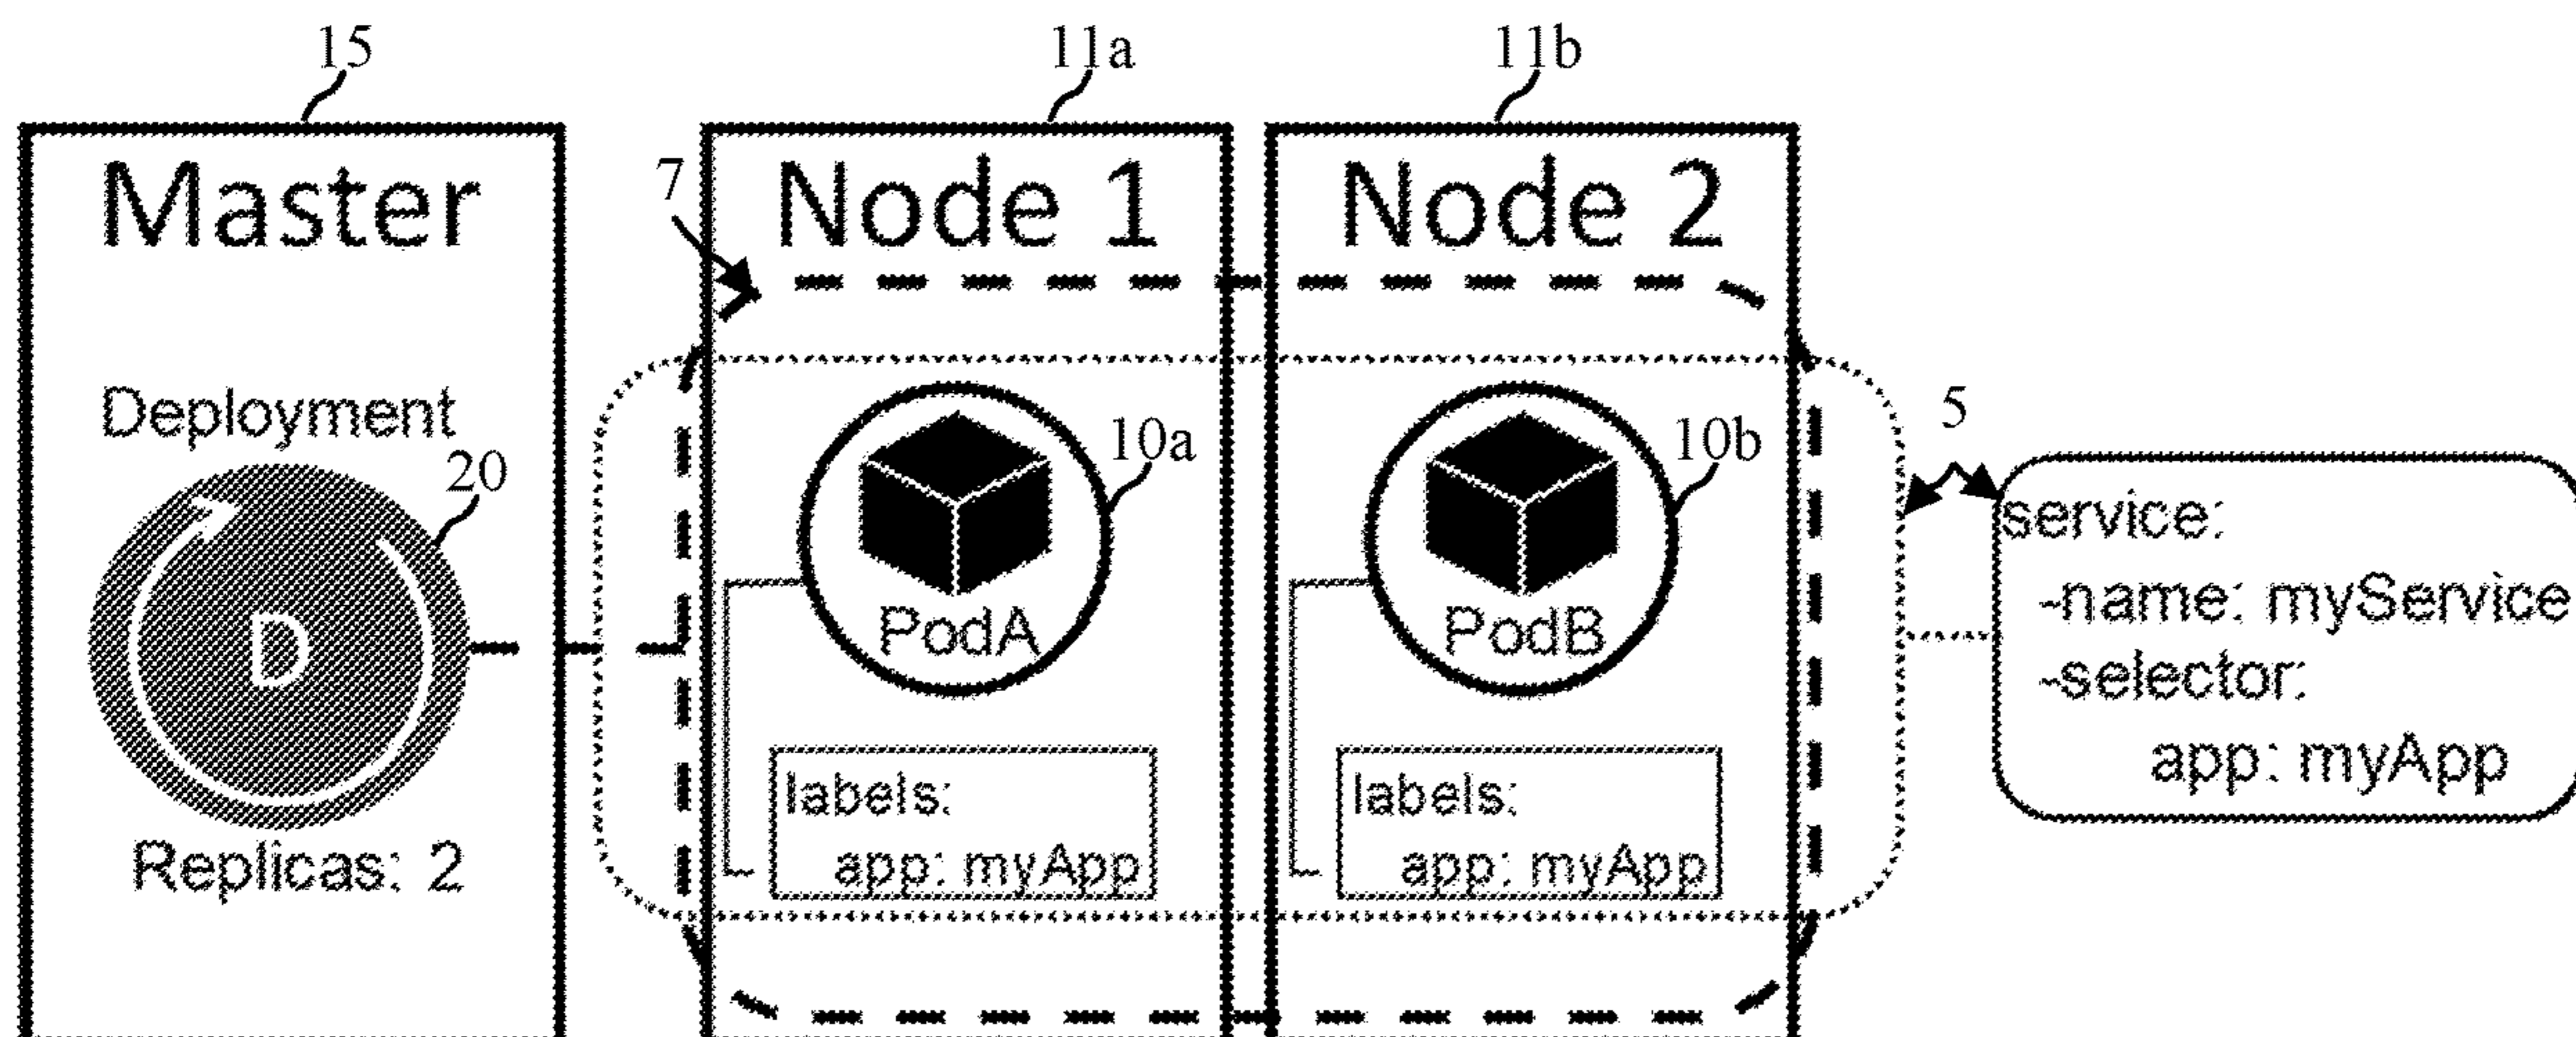 15
11a
11b
Master
7
Node 1
Node 2
Deployment
20
D
Replicas: 2
10a
PodA
labels:
app: myApp
10b
PodB
labels:
app: myApp
5
service:
-name: myService
-selector:
app: myApp